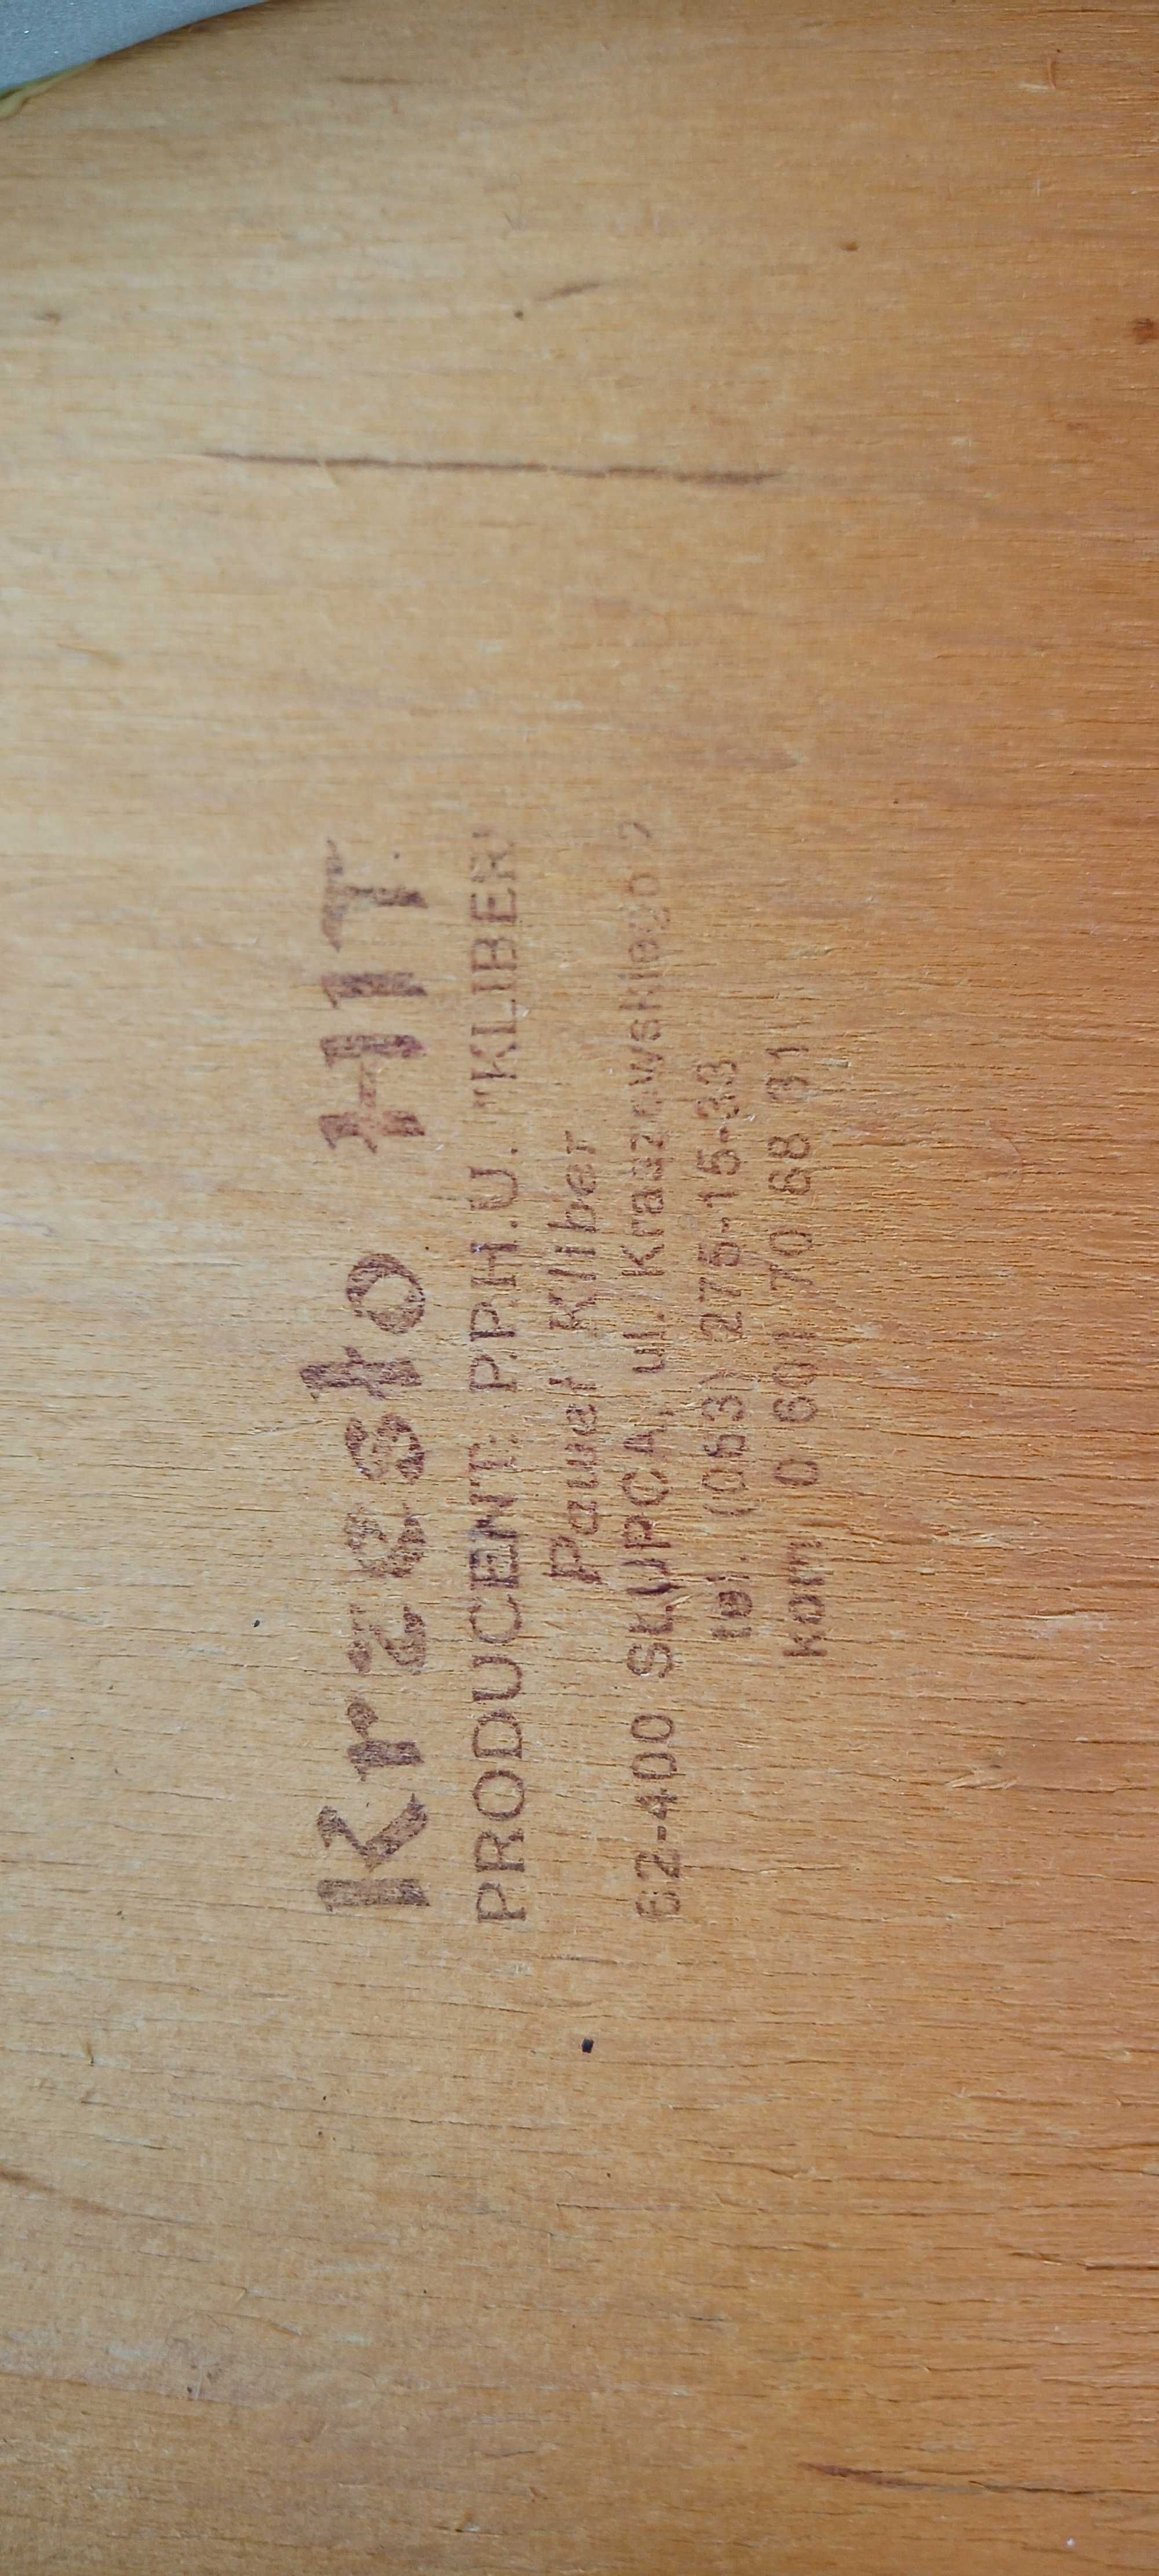 Krzesło HIT
PRODUCENT: P.P.H.U. "KLIBER"
Paweł Kliber
62-400 SŁUPCA, ul. Kraszewskiego
tel. (063) 275-15-33
kom 0 601 70 68 31